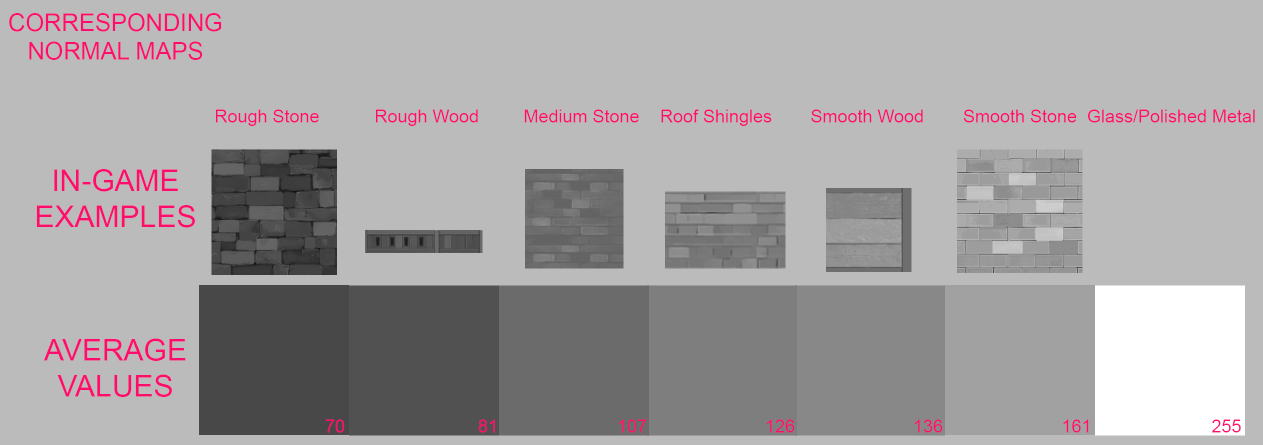 CORRESPONDING
NORMAL MAPS
Rough Stone Rough Wood Medium Stone Roof Shingles Smooth Wood Smooth Stone Glass/Polished Metal
IN-GAME
EXAMPLES
AVERAGE
VALUES
70 81 107 126 136 161 255